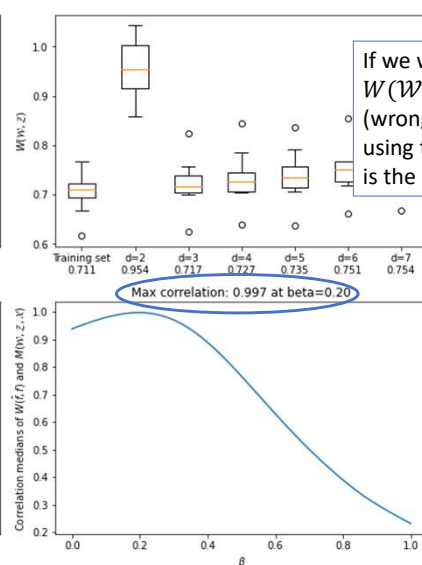 1.0
0.9
0.8
0.7
0.6
W(w, z)
Training set d=2 d=3 d=4 d=5 d=6 d=7
0.711 0.954 0.717 0.727 0.735 0.751 0.754
If we
W(W
(wrong
using
is the
Max correlation: 0.997 at beta=0.20
1.0
0.9
0.8
0.7
0.6
0.5
0.4
0.3
0.2
Correlation medians of W(f̂, f) and M(w, z, x)
0.0 0.2 0.4 0.6 0.8 1.0
β